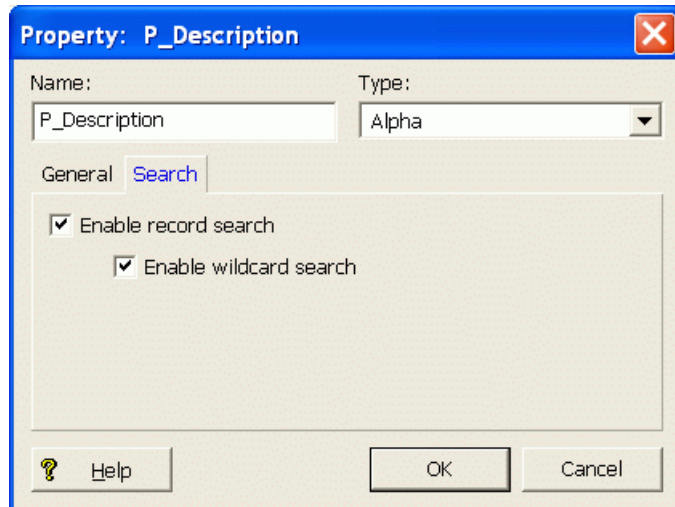 Property: P_Description
Name: Type:
P_Description Alpha
General Search
Enable record search
Enable wildcard search
? Help OK Cancel